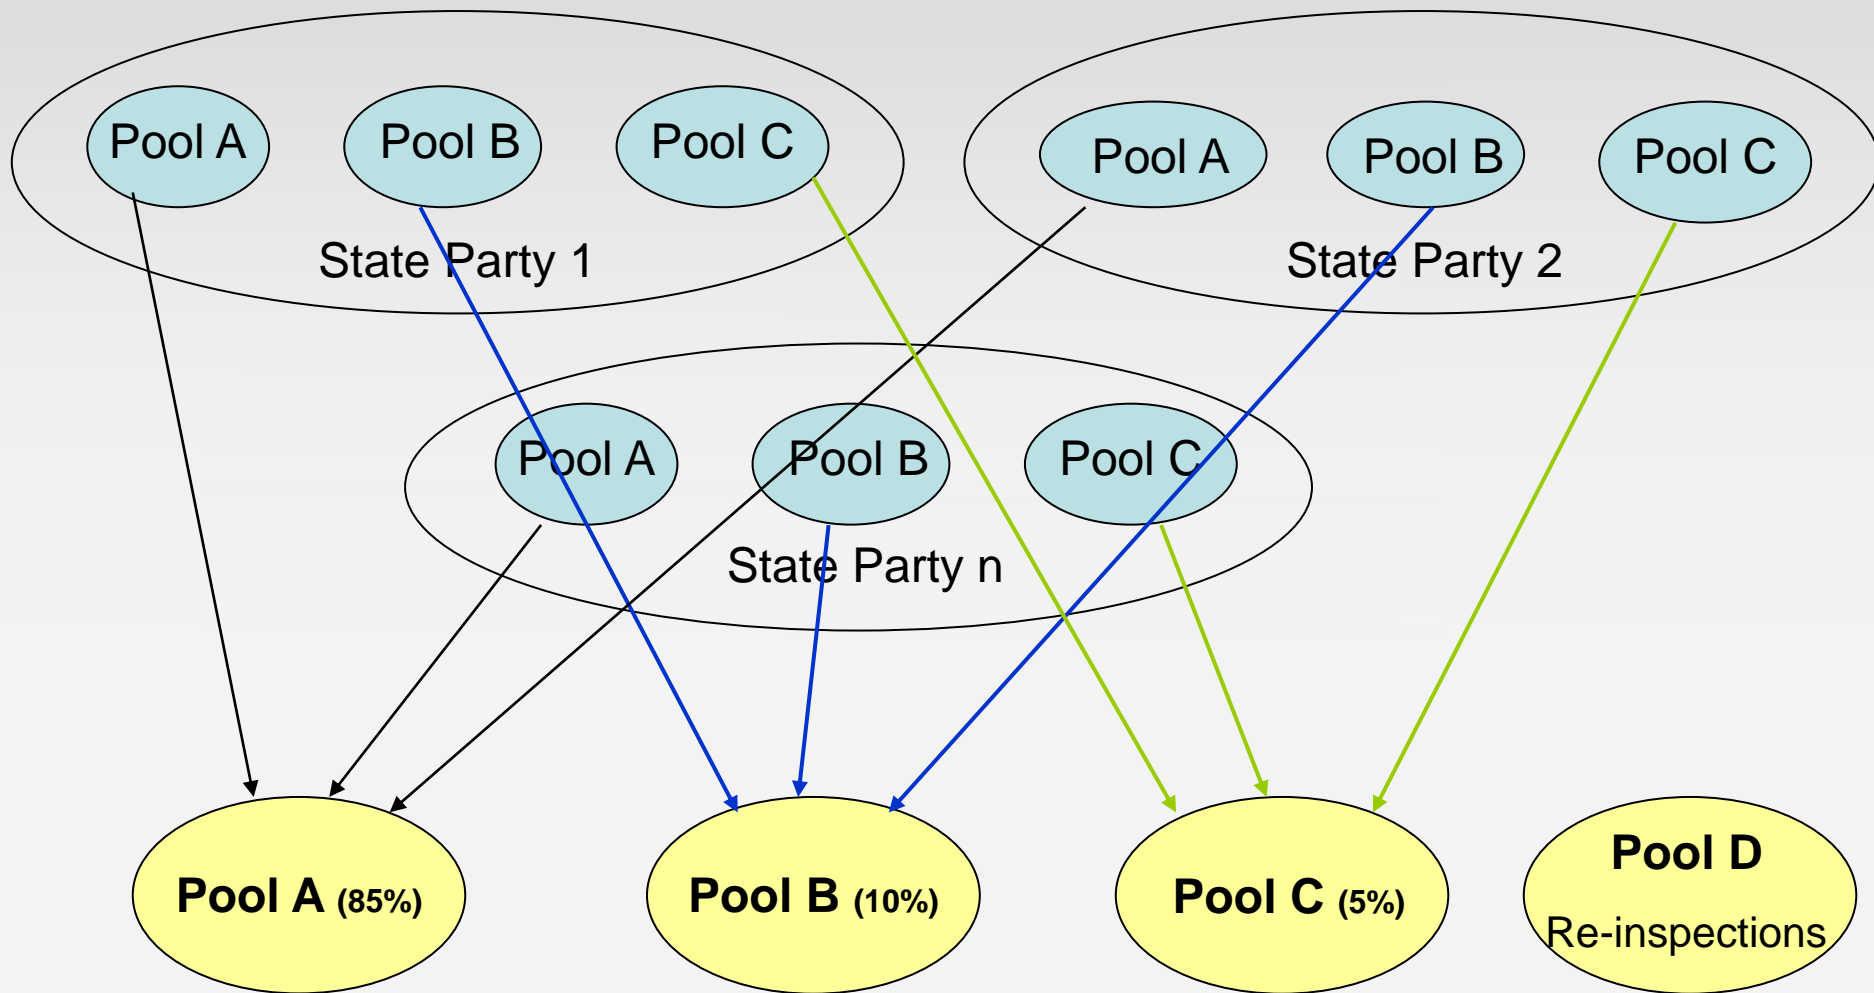 Pool A
Pool B
Pool C
State Party 1
Pool A
Pool B
Pool C
State Party 2
Pool A
Pool B
Pool C
State Party n
Pool A (85%)
Pool B (10%)
Pool C (5%)
Pool D
Re-inspections